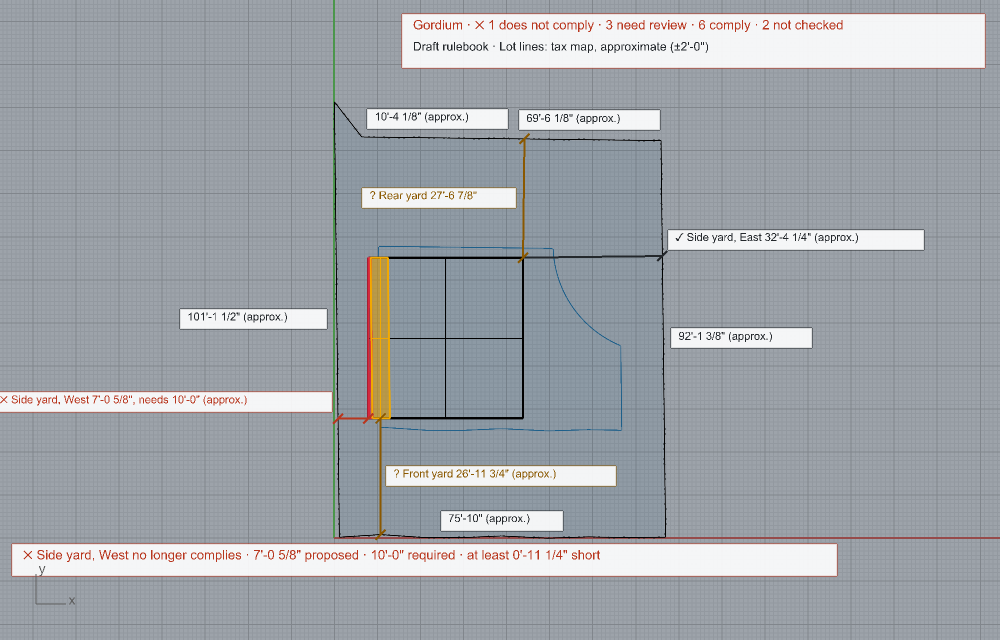 Gordium · ✕ 1 does not comply · 3 need review · 6 comply · 2 not checked
Draft rulebook · Lot lines: tax map, approximate (±2'-0")
10'-4 1/8" (approx.)
69'-6 1/8" (approx.)
? Rear yard 27'-6 7/8"
✓ Side yard, East 32'-4 1/4" (approx.)
101'-1 1/2" (approx.)
92'-1 3/8" (approx.)
✕ Side yard, West 7'-0 5/8", needs 10'-0" (approx.)
? Front yard 26'-11 3/4" (approx.)
75'-10" (approx.)
✕ Side yard, West no longer complies · 7'-0 5/8" proposed · 10'-0" required · at least 0'-11 1/4" short
y
x